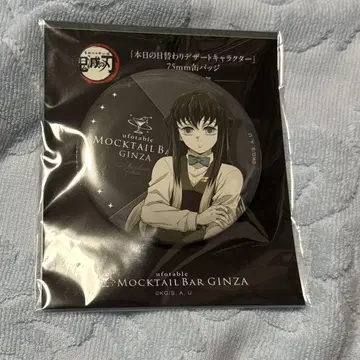 鬼滅の刃
「本日の日替わりデザートキャラクター」
75mm缶バッジ
ufotable
MOCKTAIL BAR
GINZA
©K.G./S. A. U.
ufotable
MOCKTAIL BAR GINZA
©KG/S. A. U.